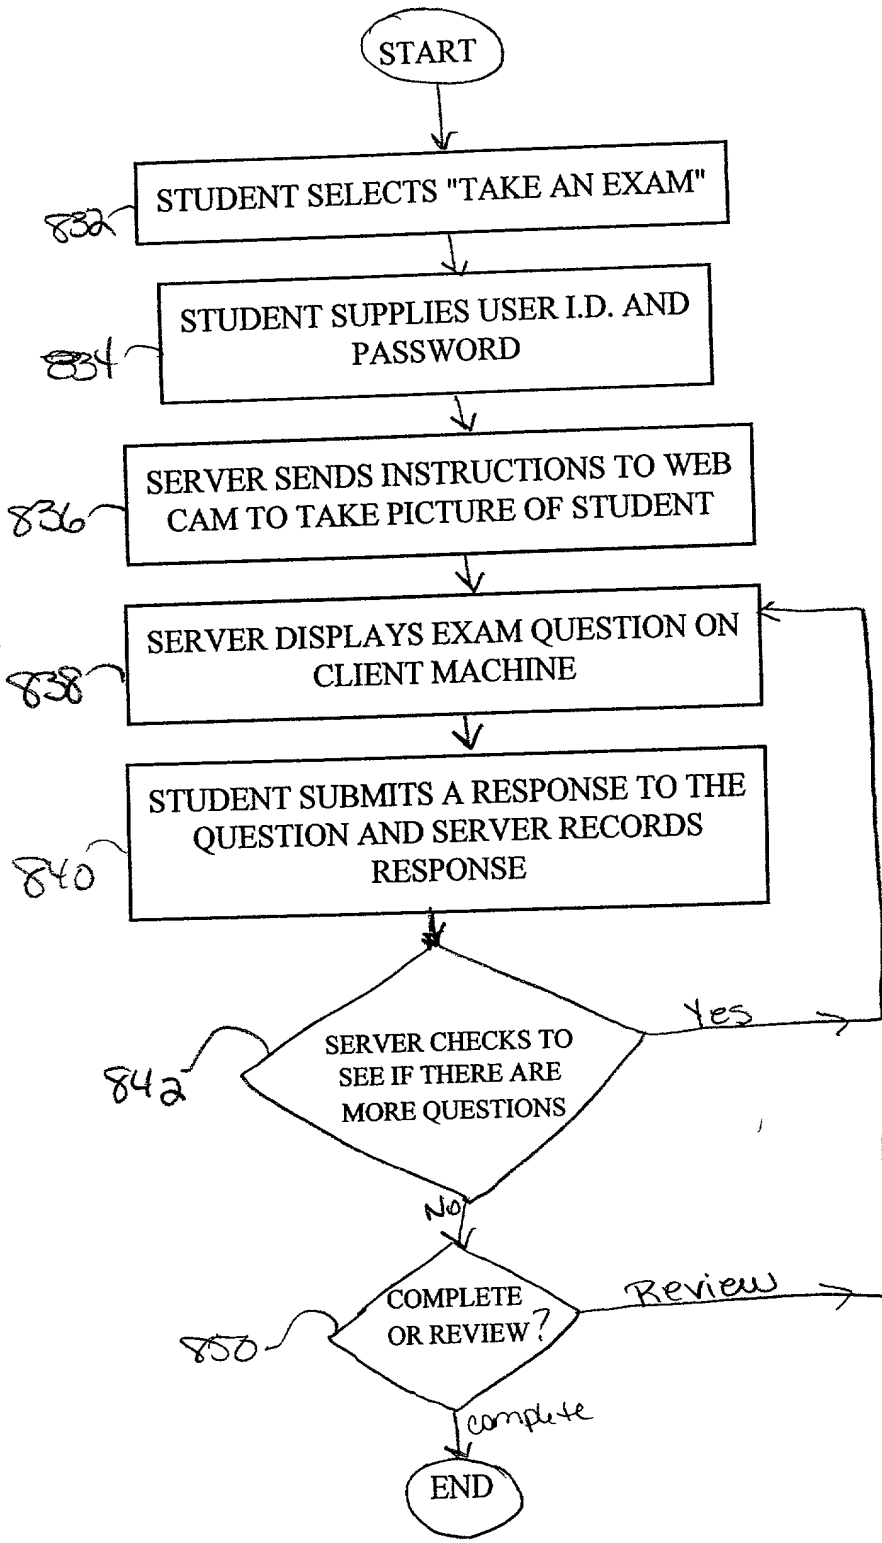 START
STUDENT SELECTS "TAKE AN EXAM"
832
STUDENT SUPPLIES USER I.D. AND
PASSWORD
834
SERVER SENDS INSTRUCTIONS TO WEB
CAM TO TAKE PICTURE OF STUDENT
836
SERVER DISPLAYS EXAM QUESTION ON
CLIENT MACHINE
838
STUDENT SUBMITS A RESPONSE TO THE
QUESTION AND SERVER RECORDS
RESPONSE
840
Yes
SERVER CHECKS TO
SEE IF THERE ARE
MORE QUESTIONS
842
No
Review
COMPLETE
OR REVIEW?
850
complete
END